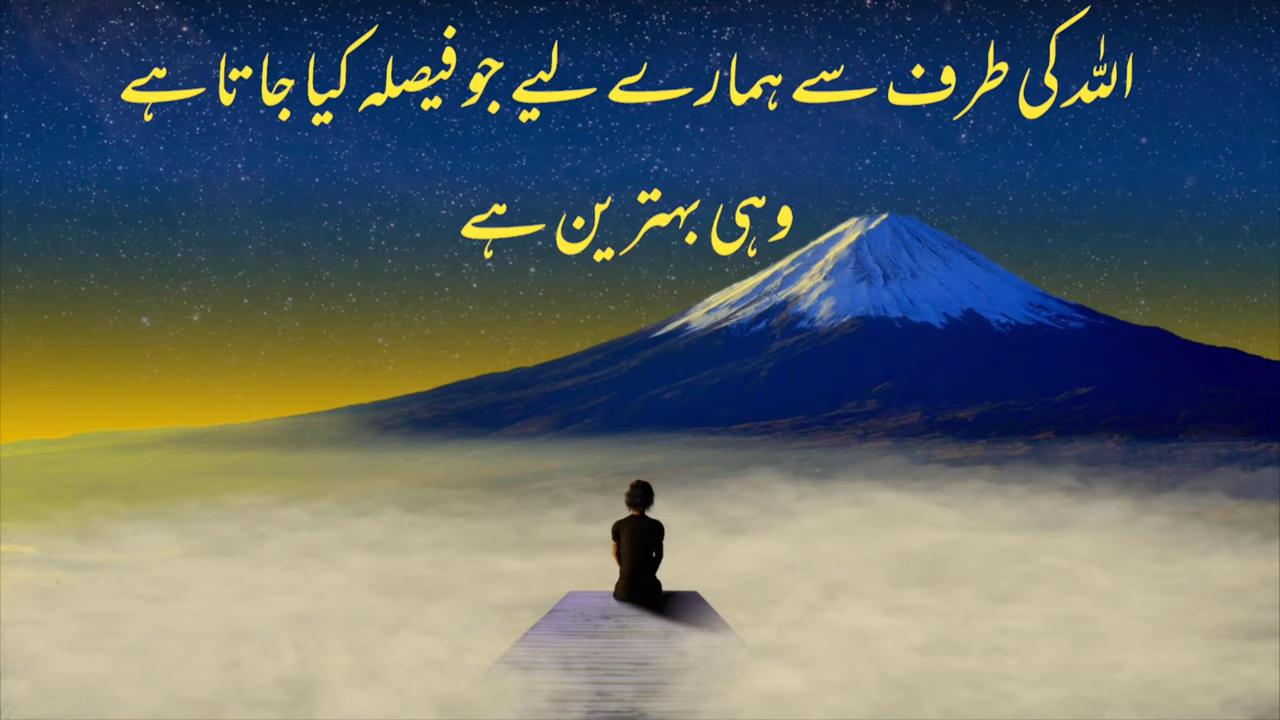 اللہ کی طرف سے ہمارے لیے جو فیصلہ کیا جاتا ہے
وہی بہترین ہے